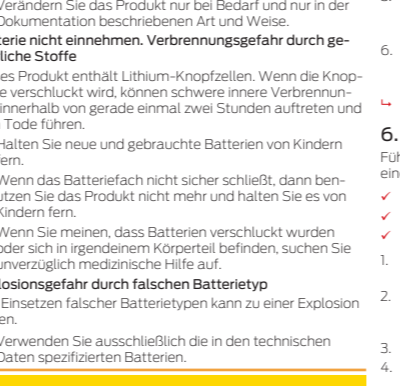 Verändern Sie das Produkt nur bei Bedarf und nur in der
Dokumentation beschriebenen Art und Weise.
terie nicht einnehmen. Verbrennungsgefahr durch ge-
liche Stoffe
es Produkt enthält Lithium-Knopfzellen. Wenn die Knop-
e verschluckt wird, können schwere innere Verbrennun-
innerhalb von gerade einmal zwei Stunden auftreten und
Tode führen.
Halten Sie neue und gebrauchte Batterien von Kindern
fern.
Wenn das Batteriefach nicht sicher schließt, dann ben-
utzen Sie das Produkt nicht mehr und halten Sie es von
Kindern fern.
Wenn Sie meinen, dass Batterien verschluckt wurden
oder sich in irgendeinem Körperteil befinden, suchen Sie
unverzüglich medizinische Hilfe auf.
losionsgefahr durch falschen Batterietyp
Einsetzen falscher Batterietypen kann zu einer Explosion
en.
Verwenden Sie ausschließlich die in den technischen
Daten spezifizierten Batterien.
6.
↳
6.
Füh
ein
✓
✓
✓
1.
2.
3.
4.